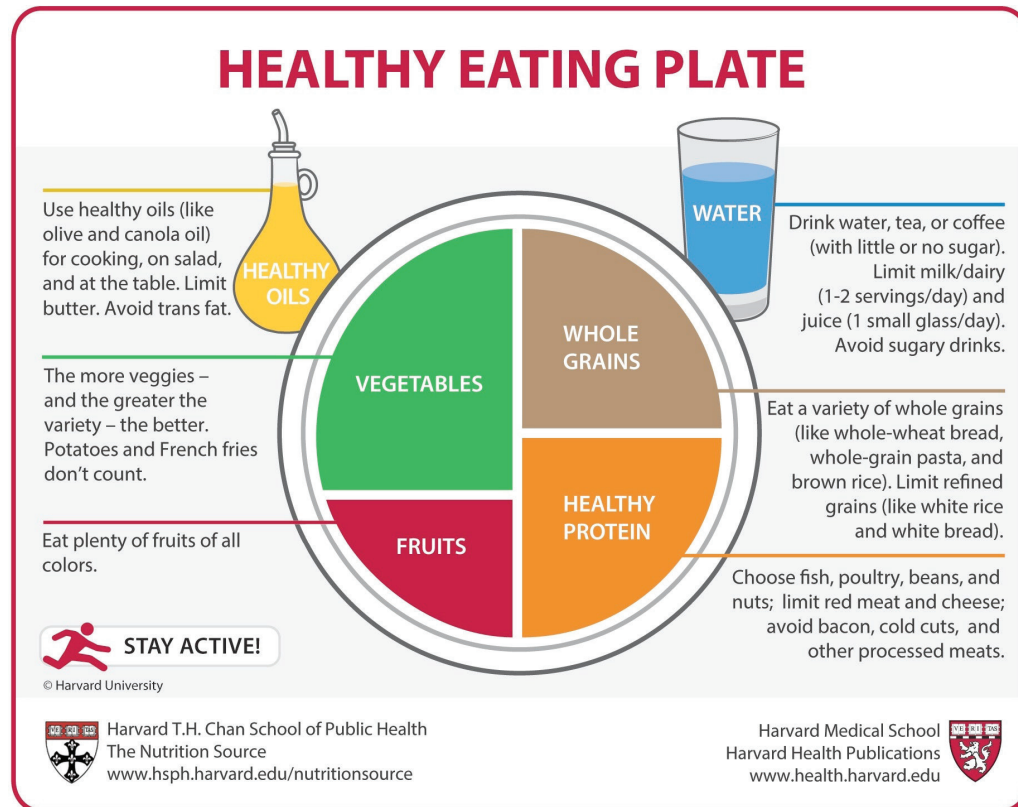 HEALTHY EATING PLATE
Use healthy oils (like
olive and canola oil)
for cooking, on salad,
and at the table. Limit
butter. Avoid trans fat.
HEALTHY
OILS
The more veggies –
and the greater the
variety – the better.
Potatoes and French fries
don’t count.
Eat plenty of fruits of all
colors.
VEGETABLES
FRUITS
WHOLE
GRAINS
HEALTHY
PROTEIN
WATER
Drink water, tea, or coffee
(with little or no sugar).
Limit milk/dairy
(1-2 servings/day) and
juice (1 small glass/day).
Avoid sugary drinks.
Eat a variety of whole grains
(like whole-wheat bread,
whole-grain pasta, and
brown rice). Limit refined
grains (like white rice
and white bread).
Choose fish, poultry, beans, and
nuts; limit red meat and cheese;
avoid bacon, cold cuts, and
other processed meats.
STAY ACTIVE!
© Harvard University
VE RI TAS
Harvard T.H. Chan School of Public Health
The Nutrition Source
www.hsph.harvard.edu/nutritionsource
Harvard Medical School
Harvard Health Publications
www.health.harvard.edu
VE RI TAS